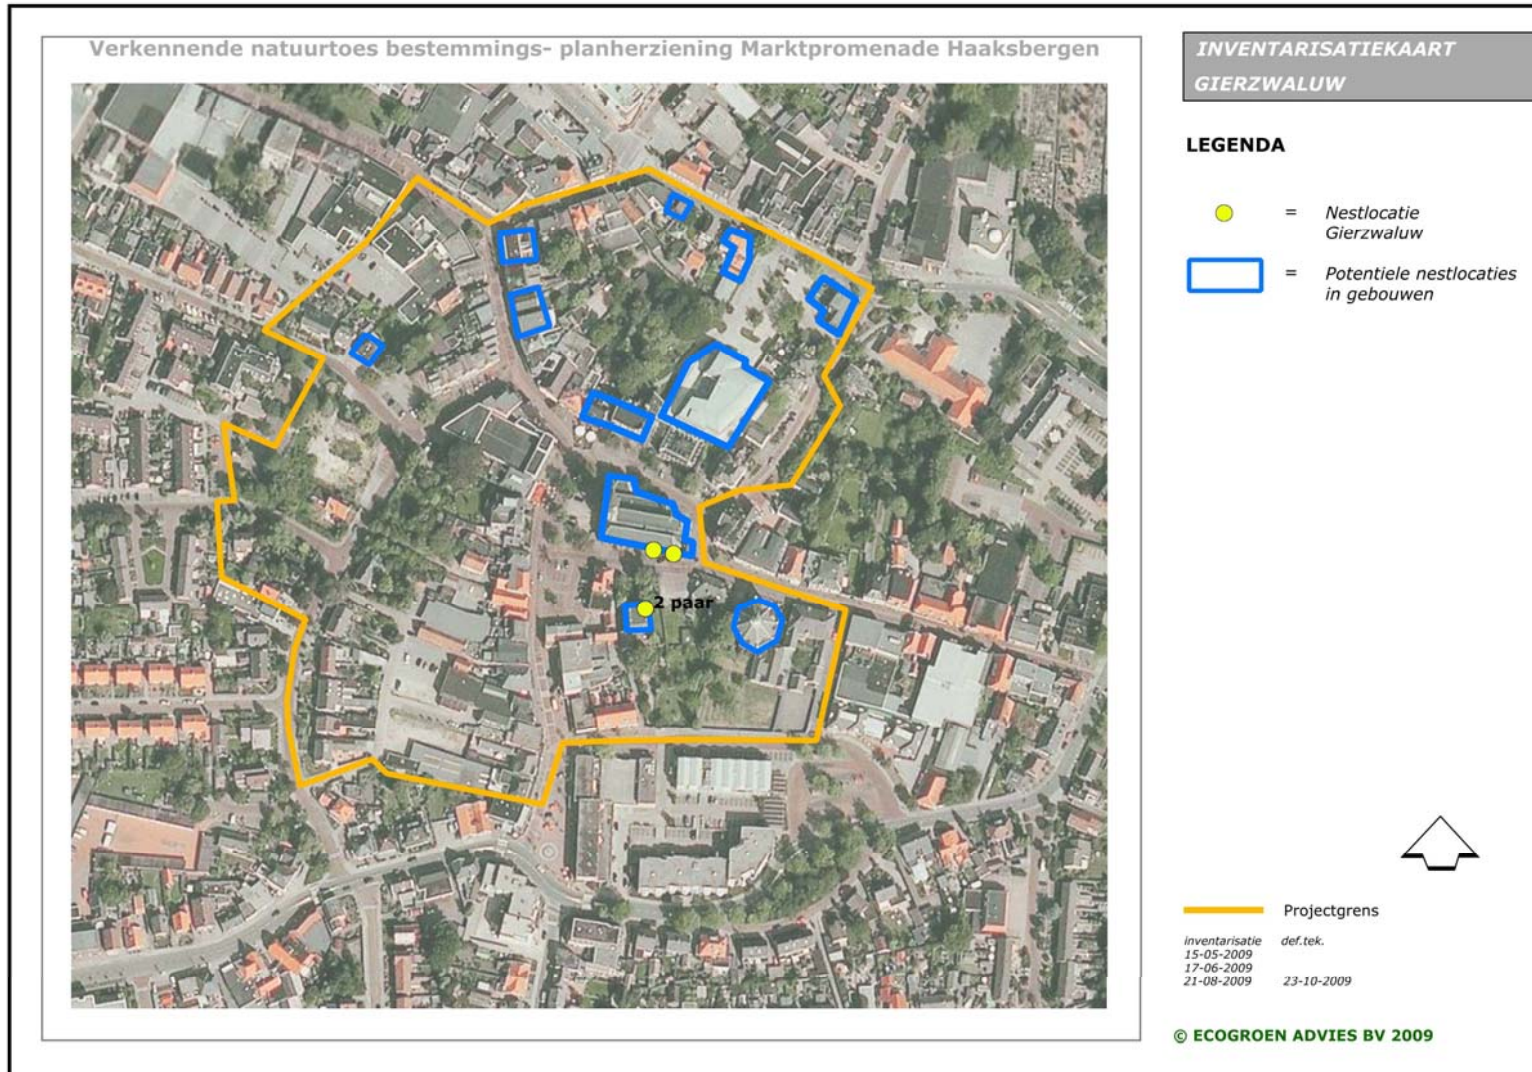 Verkennende natuurtoes bestemmings- planherziening Marktpromenade Haaksbergen
INVENTARISATIEKAART
GIERZWALUW
LEGENDA
= Nestlocatie
Gierzwaluw
= Potentiele nestlocaties
in gebouwen
2 paar
Projectgrens
inventarisatie def.tek.
15-05-2009
17-06-2009
21-08-2009 23-10-2009
© ECOGROEN ADVIES BV 2009